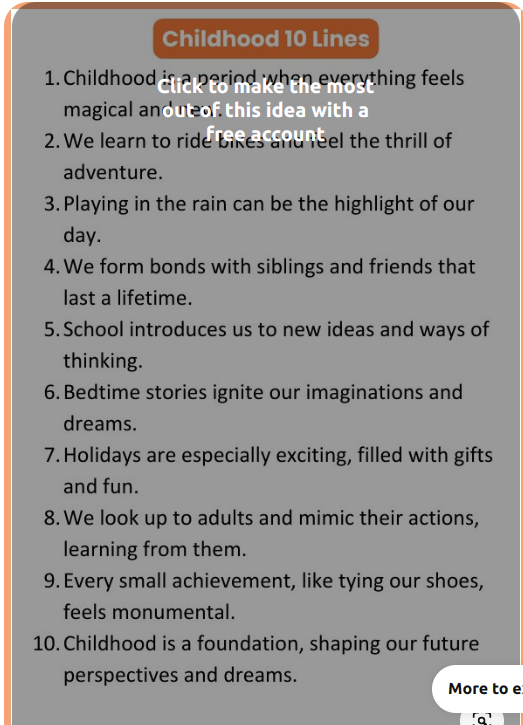 Childhood 10 Lines
1. Childhood is a period when everything feels
magical and new.
Click to make the most
out of this idea with a
free account
2. We learn to ride bikes and feel the thrill of
adventure.
3. Playing in the rain can be the highlight of our
day.
4. We form bonds with siblings and friends that
last a lifetime.
5. School introduces us to new ideas and ways of
thinking.
6. Bedtime stories ignite our imaginations and
dreams.
7. Holidays are especially exciting, filled with gifts
and fun.
8. We look up to adults and mimic their actions,
learning from them.
9. Every small achievement, like tying our shoes,
feels monumental.
10. Childhood is a foundation, shaping our future
perspectives and dreams.
More to e